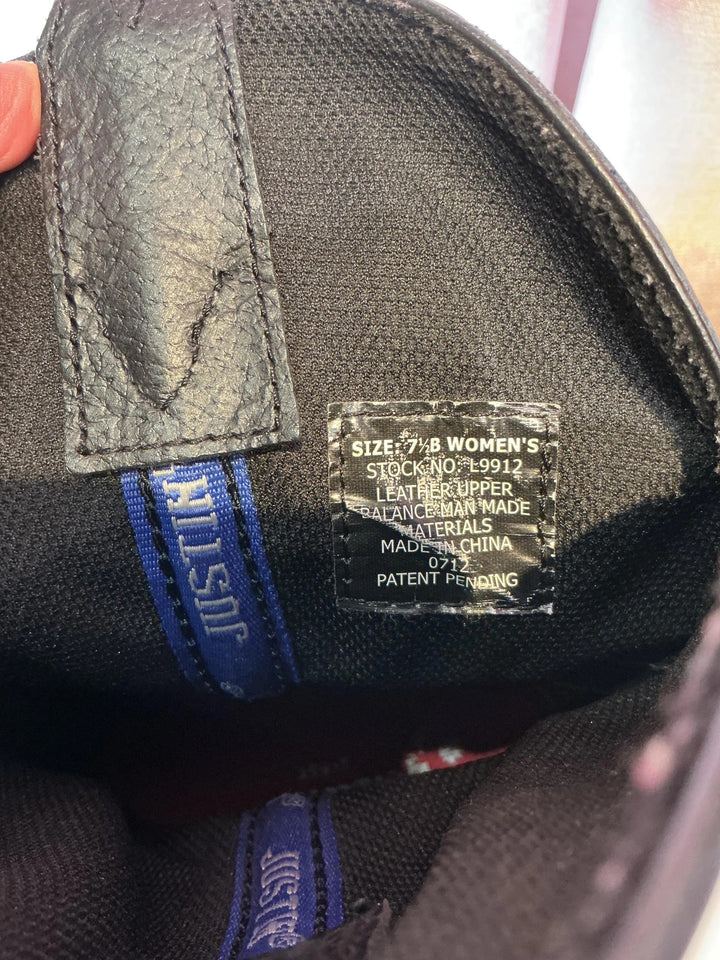 SIZE: 7½B WOMEN'S
STOCK NO: L9912
LEATHER UPPER
BALANCE MAN MADE
MATERIALS
MADE IN CHINA
0712
PATENT PENDING
JUSTIN
®
JUSTIN
®